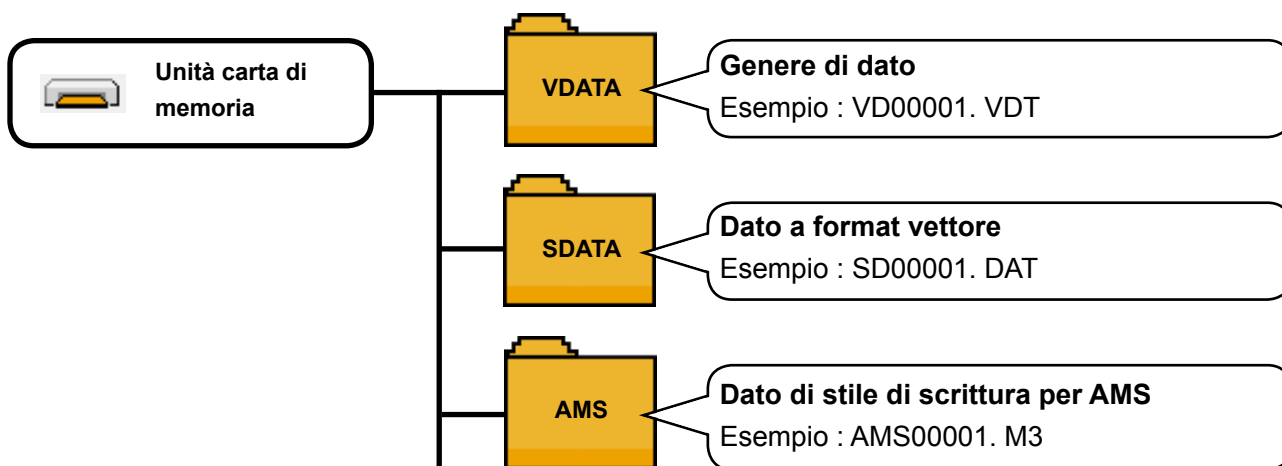 Unità carta di
memoria
VDATA
Genere di dato
Esempio : VD00001. VDT
SDATA
Dato a format vettore
Esempio : SD00001. DAT
AMS
Dato di stile di scrittura per AMS
Esempio : AMS00001. M3